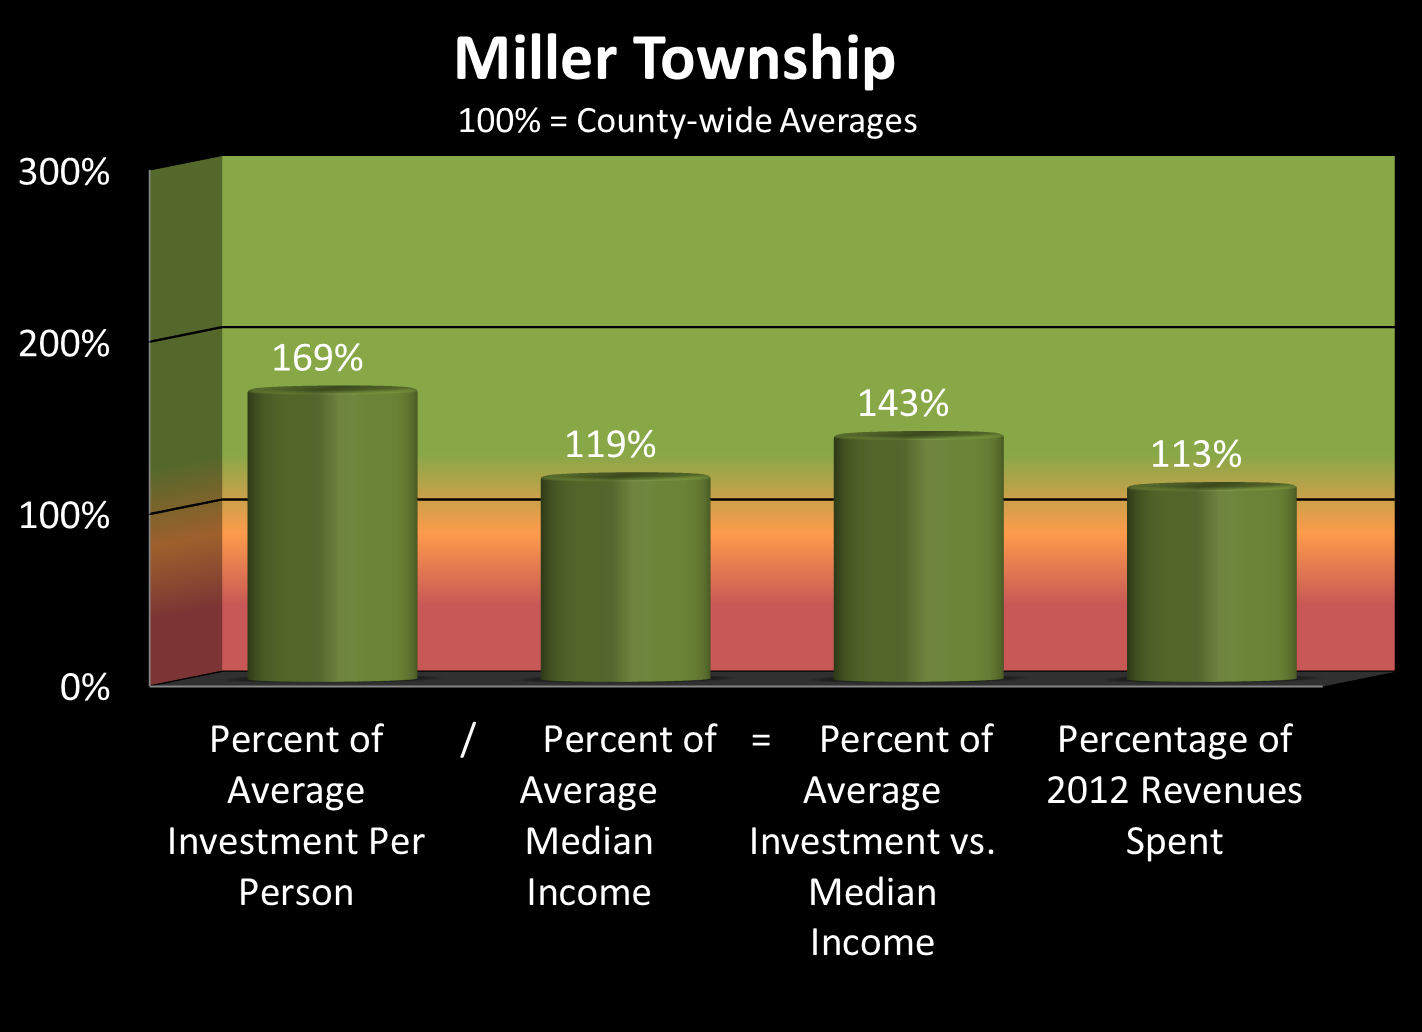 Miller Township
100% = County-wide Averages
300%
200%
100%
0%
169%
119%
143%
113%
Percent of
Average
Investment Per
Person
/
Percent of
Average
Median
Income
=
Percent of
Average
Investment vs.
Median
Income
Percentage of
2012 Revenues
Spent